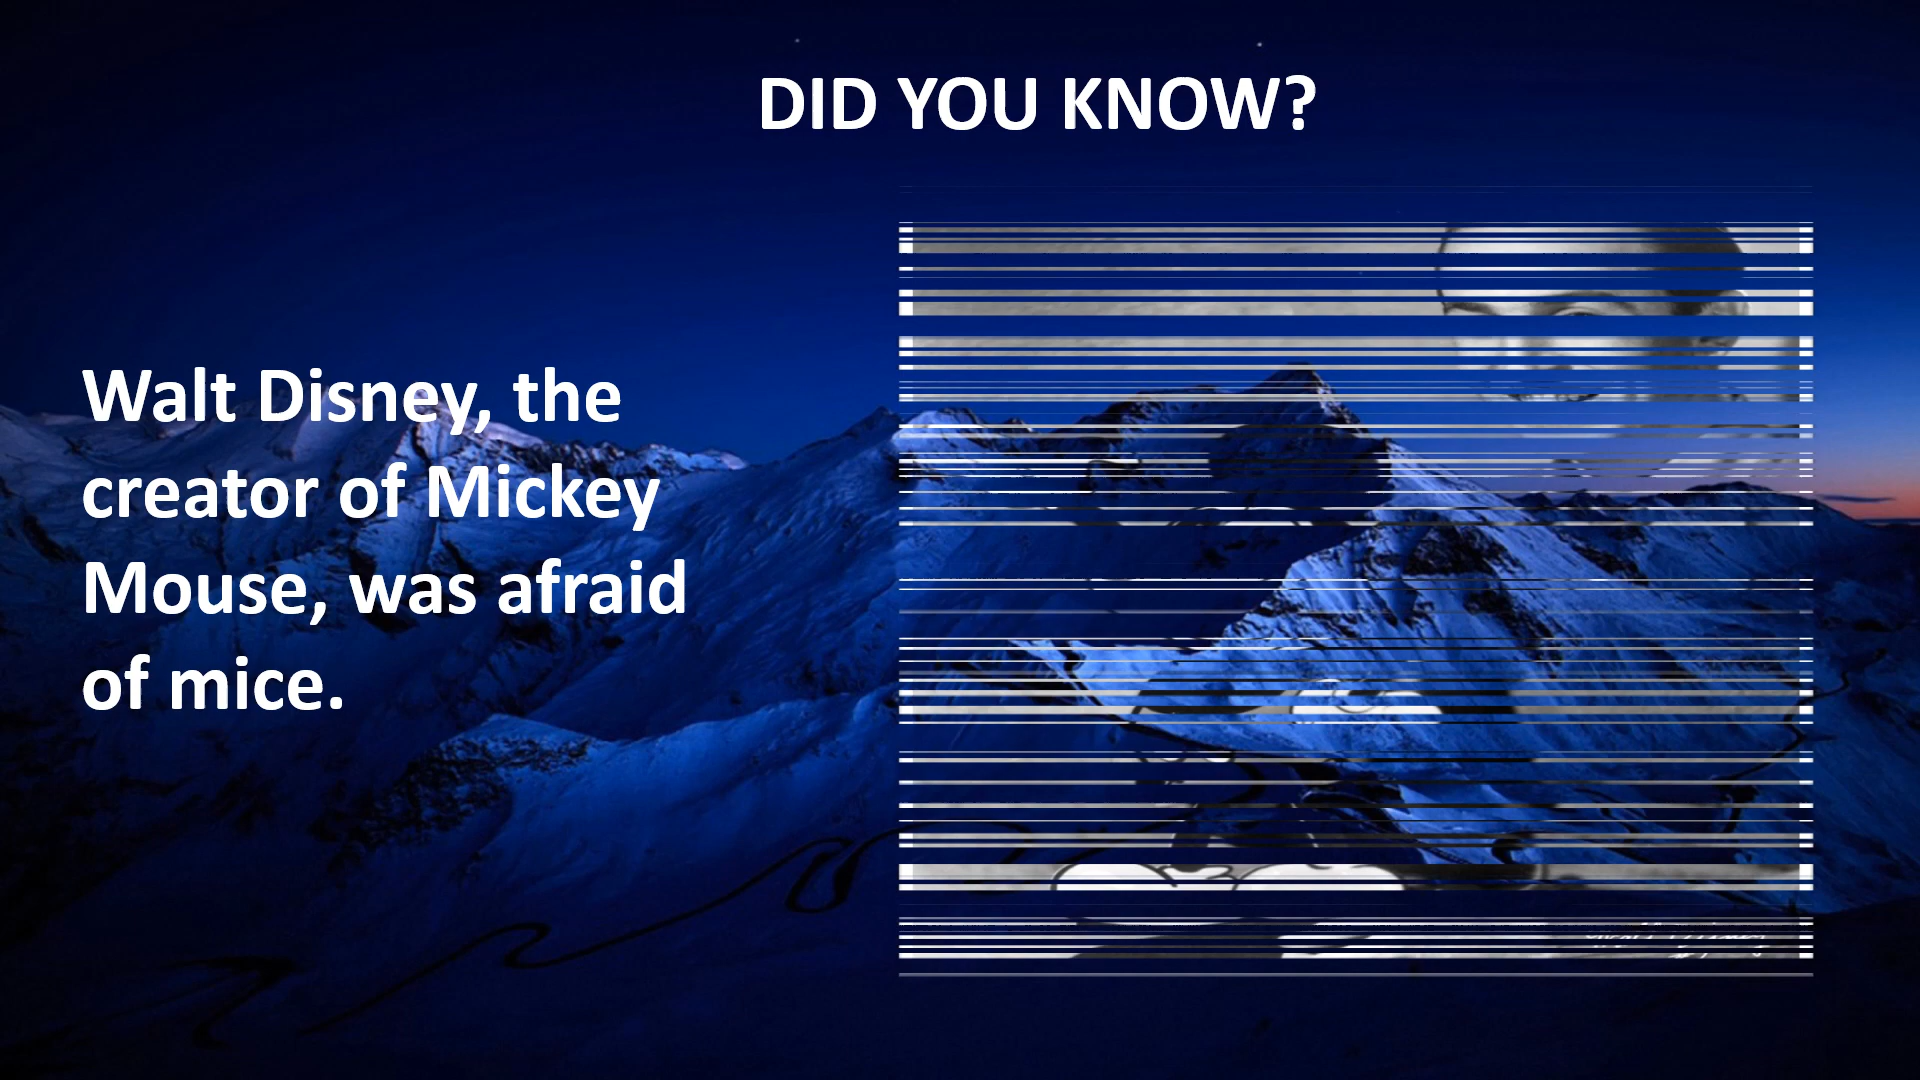 DID YOU KNOW?
Walt Disney, the
creator of Mickey
Mouse, was afraid
of mice.